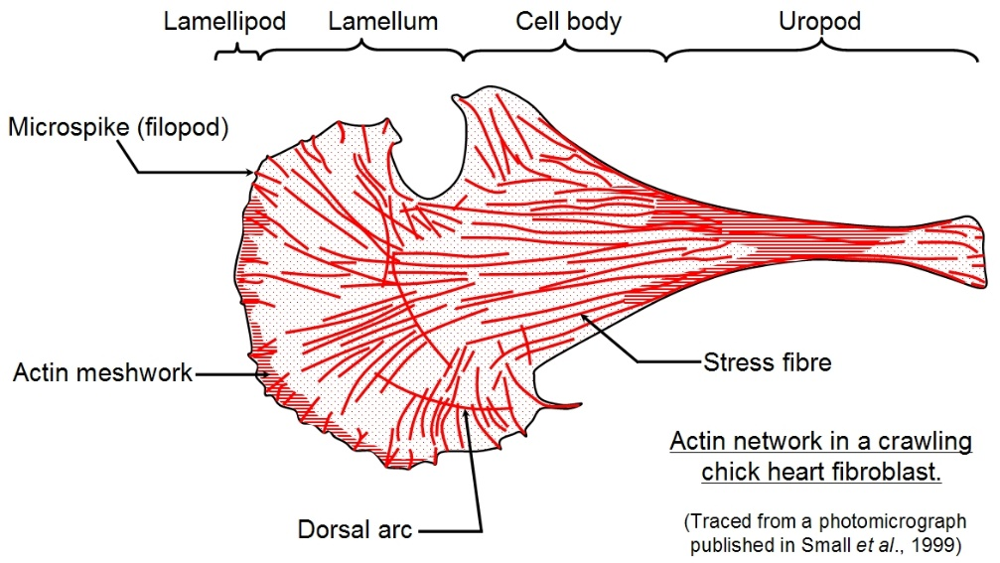 Lamellipod Lamellum Cell body Uropod
Microspike (filopod)
Actin meshwork
Stress fibre
Dorsal arc
Actin network in a crawling
chick heart fibroblast.
(Traced from a photomicrograph
published in Small et al., 1999)